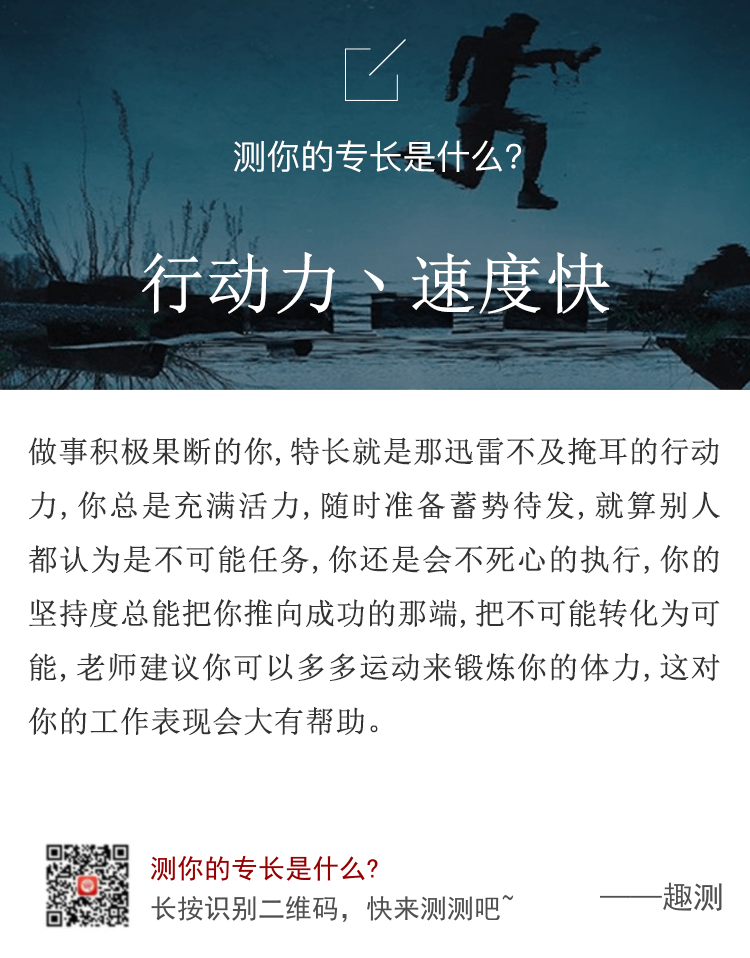 测你的专长是什么?
行动力丶速度快
做事积极果断的你,特长就是那迅雷不及掩耳的行动
力,你总是充满活力,随时准备蓄势待发,就算别人
都认为是不可能任务,你还是会不死心的执行,你的
坚持度总能把你推向成功的那端,把不可能转化为可
能,老师建议你可以多多运动来锻炼你的体力,这对
你的工作表现会大有帮助。
测你的专长是什么?
长按识别二维码，快来测测吧~
——趣测